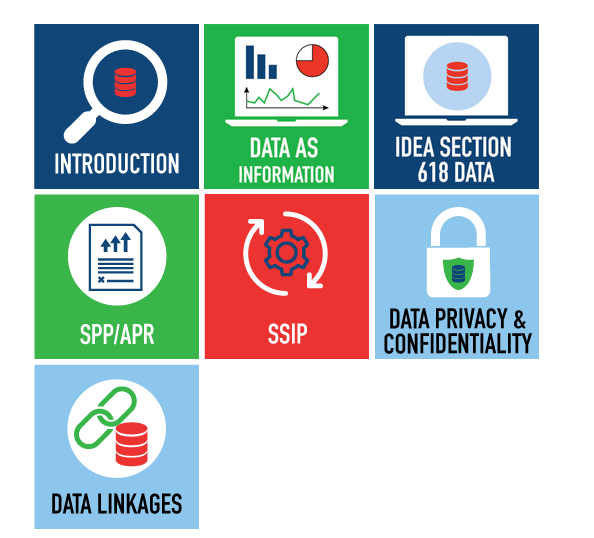 INTRODUCTION
DATA AS
INFORMATION
IDEA SECTION
618 DATA
SPP/APR
SSIP
DATA PRIVACY &
CONFIDENTIALITY
DATA LINKAGES